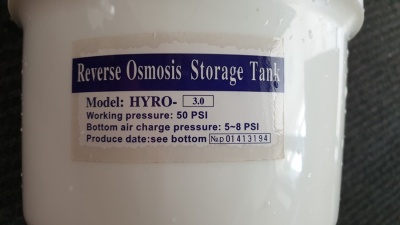 Reverse Osmosis Storage Tank
Model: HYRO- 3.0
Working pressure: 50 PSI
Bottom air charge pressure: 5~8 PSI
Produce date:see bottom №p01413194